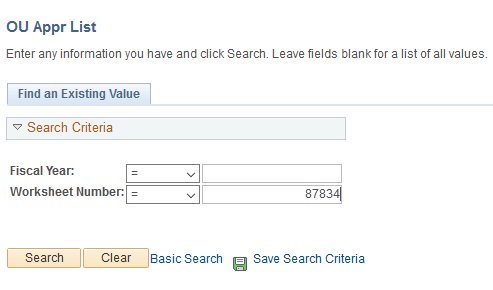 OU Appr List
Enter any information you have and click Search. Leave fields blank for a list of all values.
Find an Existing Value
Search Criteria
Fiscal Year: =
Worksheet Number: = 87834
Search Clear Basic Search Save Search Criteria